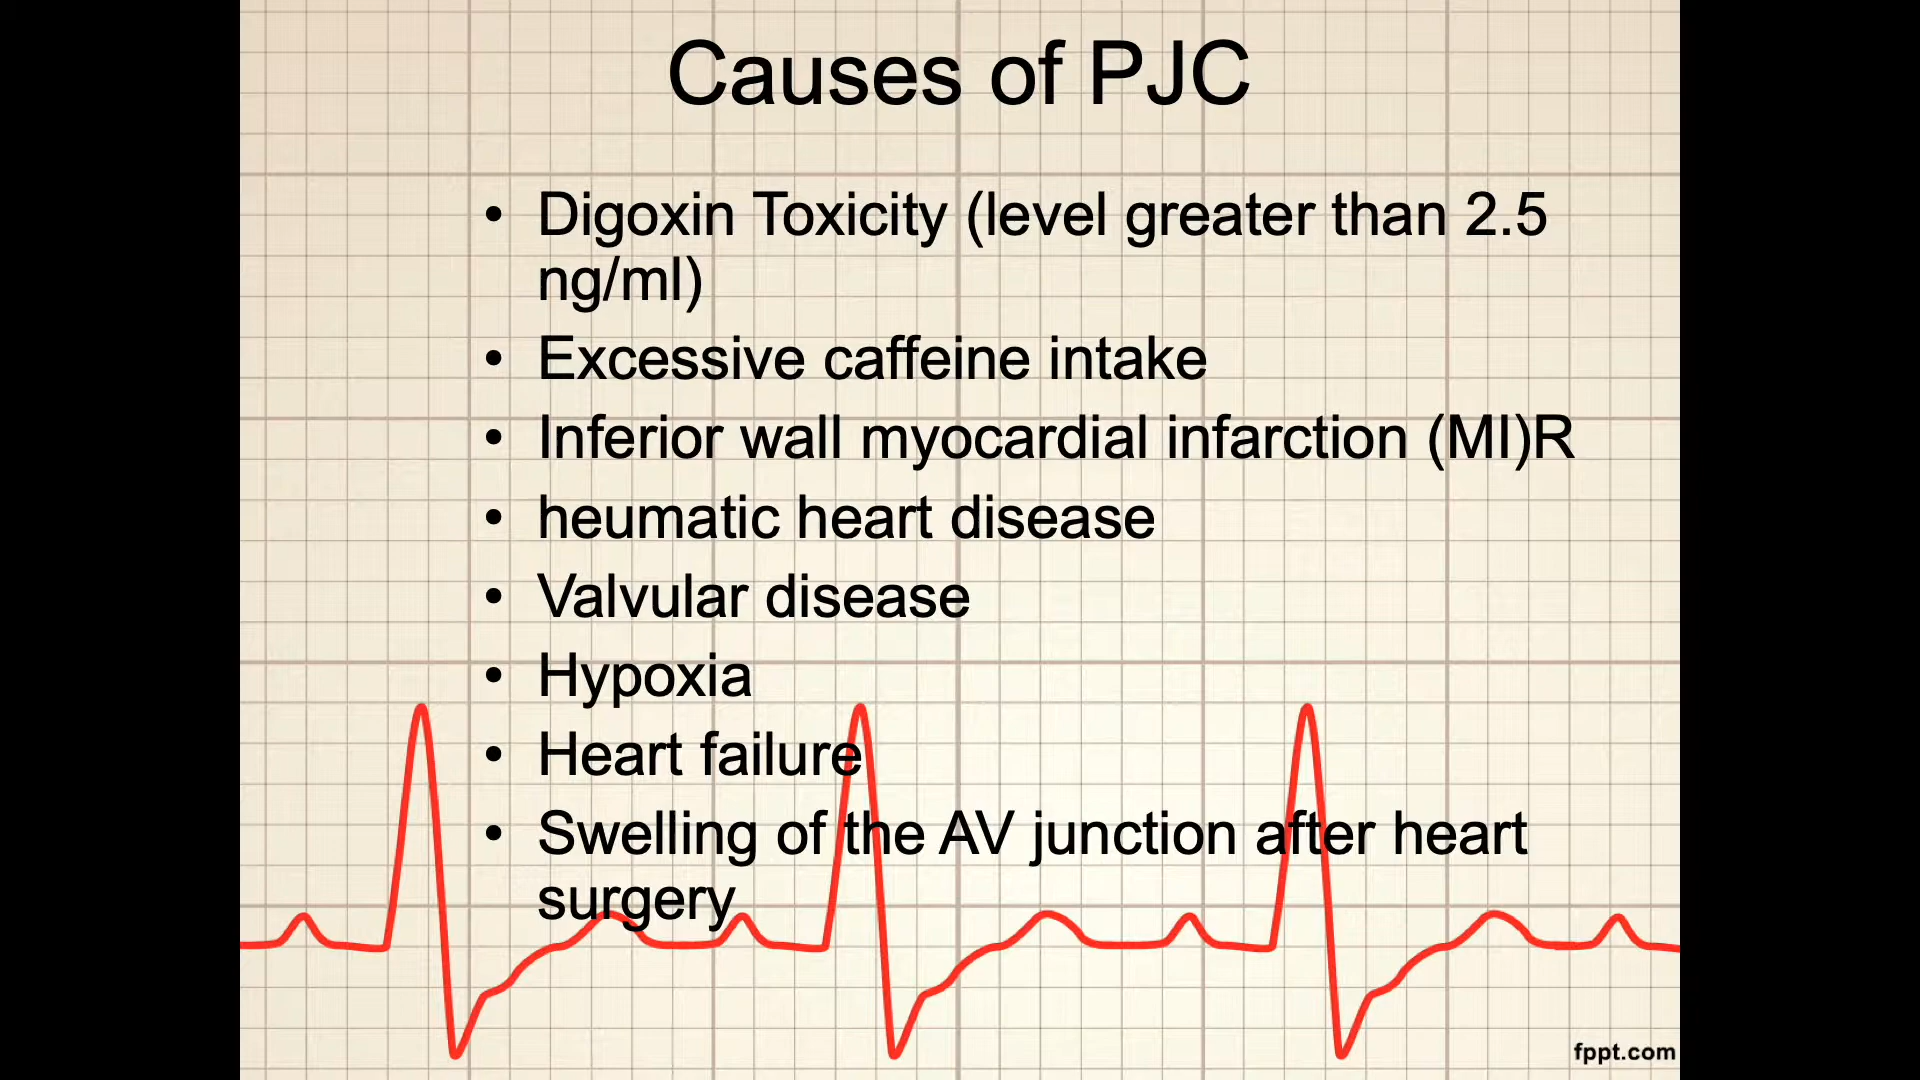 Causes of PJC
• Digoxin Toxicity (level greater than 2.5
ng/ml)
• Excessive caffeine intake
• Inferior wall myocardial infarction (MI)R
• heumatic heart disease
• Valvular disease
• Hypoxia
• Heart failure
• Swelling of the AV junction after heart
surgery
fppt.com